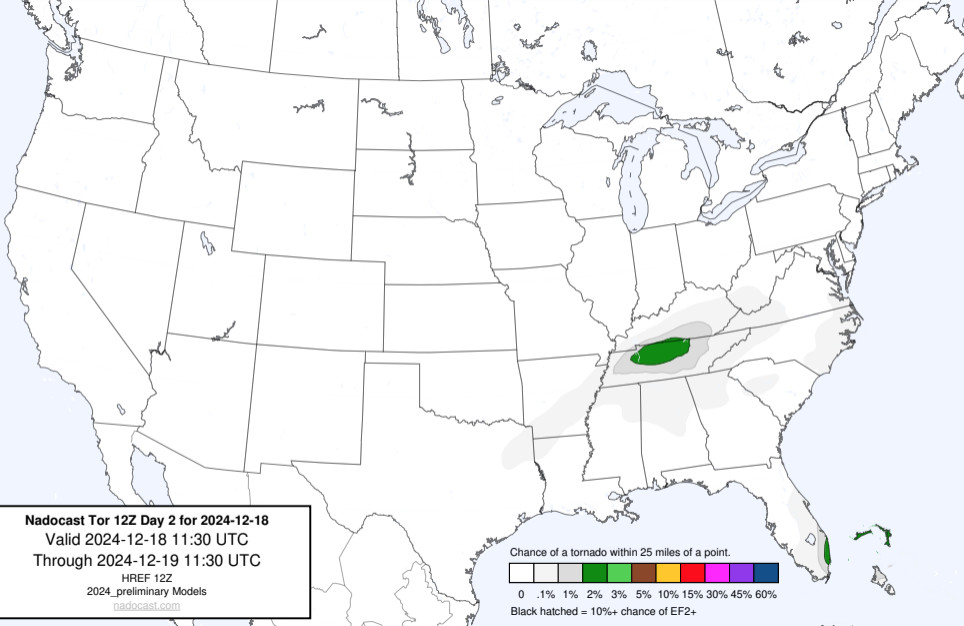 Nadocast Tor 12Z Day 2 for 2024-12-18
Valid 2024-12-18 11:30 UTC
Through 2024-12-19 11:30 UTC
HREF 12Z
2024_preliminary Models
nadocast.com
Chance of a tornado within 25 miles of a point.
0 .1% 1% 2% 3% 5% 10% 15% 30% 45% 60%
Black hatched = 10%+ chance of EF2+